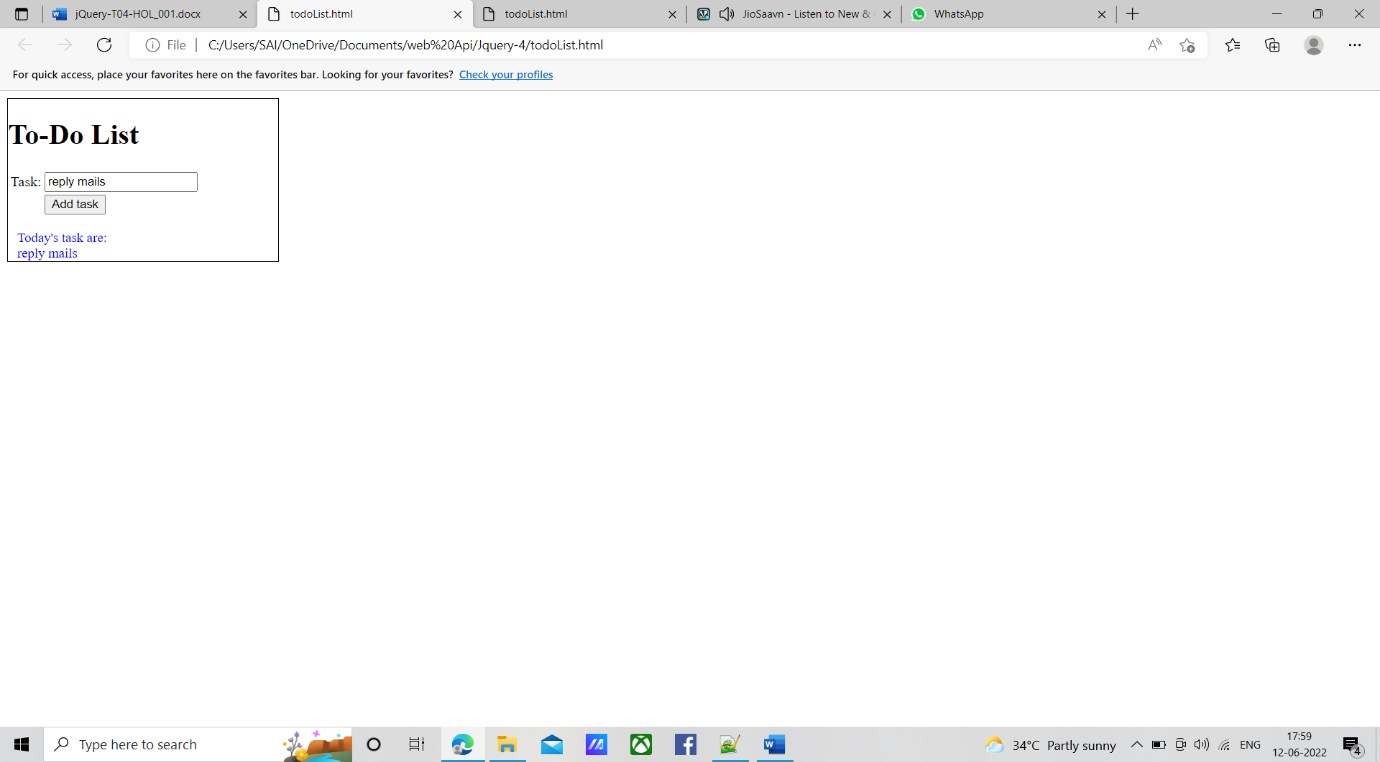 jQuery-T04-HOL_001.docx
todoList.html
todoList.html
JioSaavn - Listen to New &
WhatsApp
File
C:/Users/SAI/OneDrive/Documents/web%20Api/Jquery-4/todoList.html
For quick access, place your favorites here on the favorites bar. Looking for your favorites? Check your profiles
To-Do List
Task: reply mails
Add task
Today's task are:
reply mails
Type here to search
34°C Partly sunny
ENG
17:59
12-06-2022
4